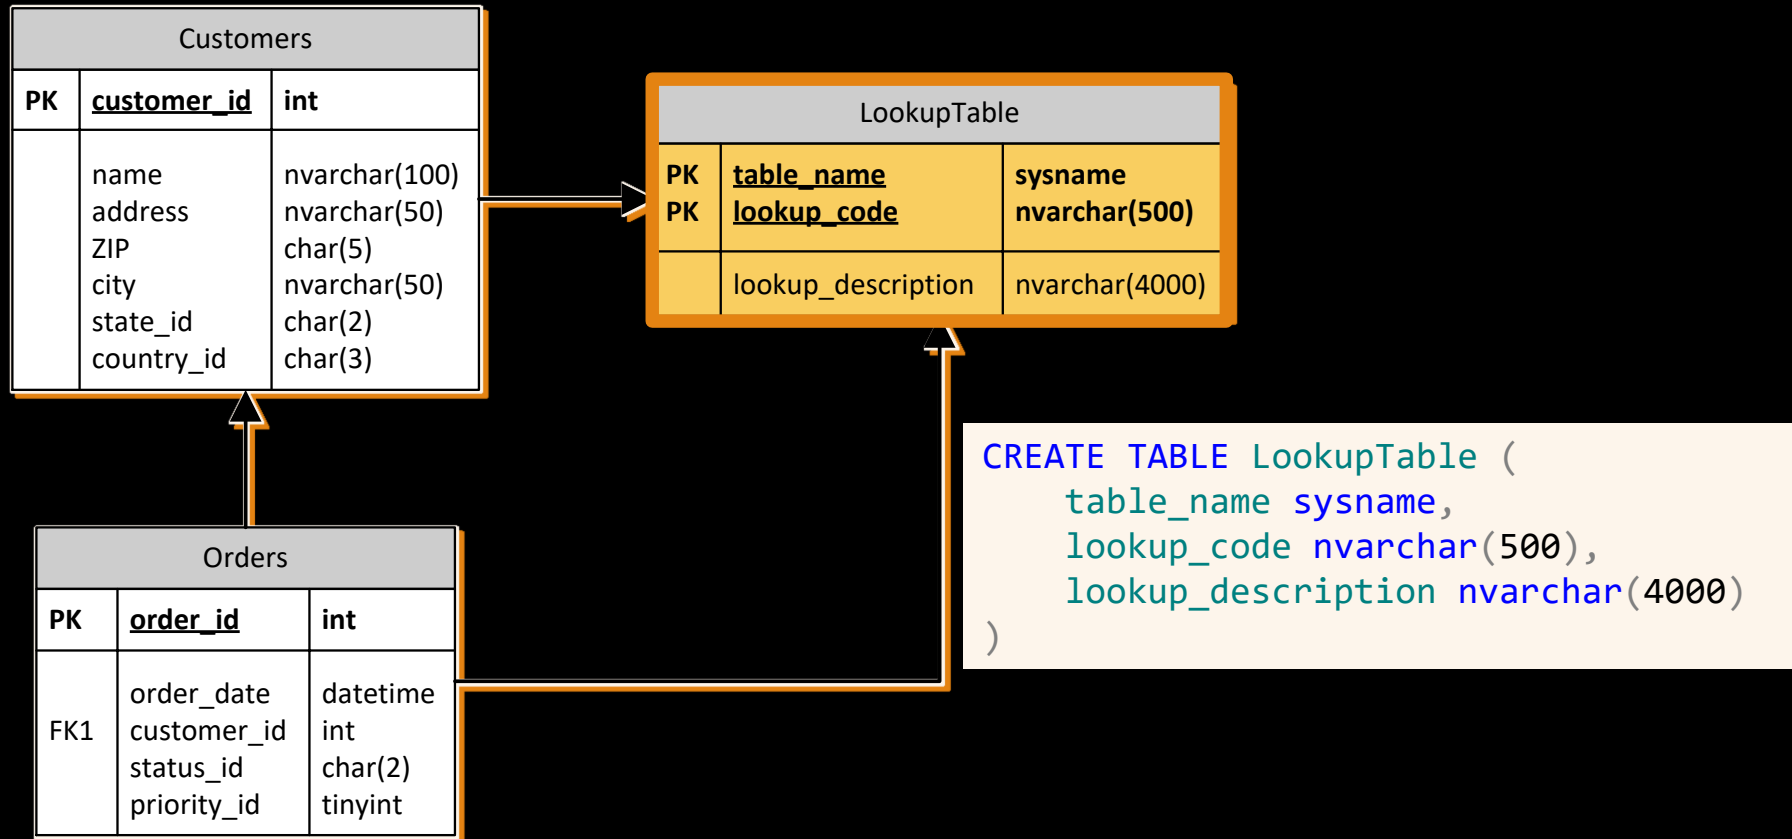 Customers
PK customer_id int
name nvarchar(100)
address nvarchar(50)
ZIP char(5)
city nvarchar(50)
state_id char(2)
country_id char(3)
LookupTable
PK table_name sysname
PK lookup_code nvarchar(500)
lookup_description nvarchar(4000)
Orders
PK order_id int
order_date datetime
FK1 customer_id int
status_id char(2)
priority_id tinyint
CREATE TABLE LookupTable (
table_name sysname,
lookup_code nvarchar(500),
lookup_description nvarchar(4000)
)